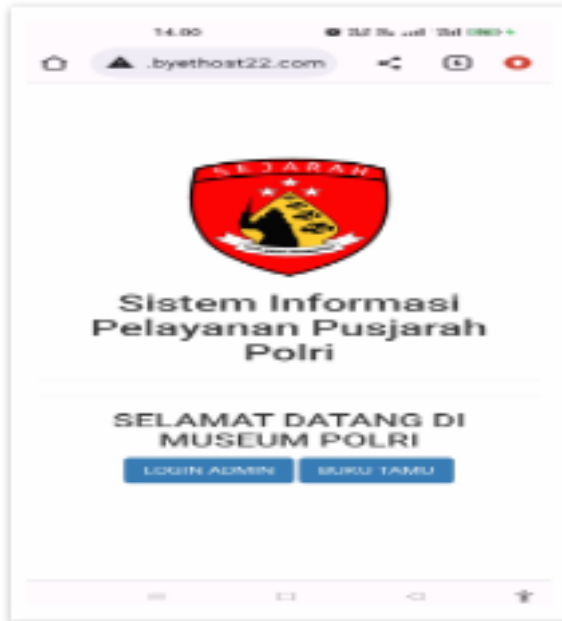 14.00
.byethost22.com
SEJARAH
Sistem Informasi
Pelayanan Pusjarah
Polri
SELAMAT DATANG DI
MUSEUM POLRI
LOGIN ADMIN BUKU TAMU